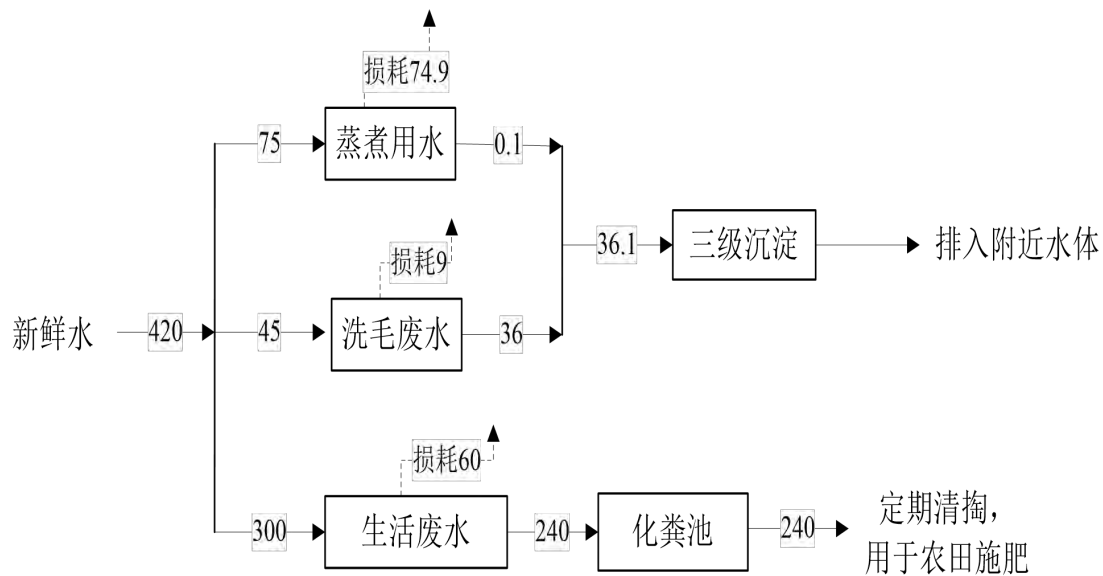 损耗74.9
75
蒸煮用水
0.1
损耗9
36.1
三级沉淀
排入附近水体
新鲜水
420
45
洗毛废水
36
损耗60
300
生活废水
240
化粪池
240
定期清掏，
用于农田施肥